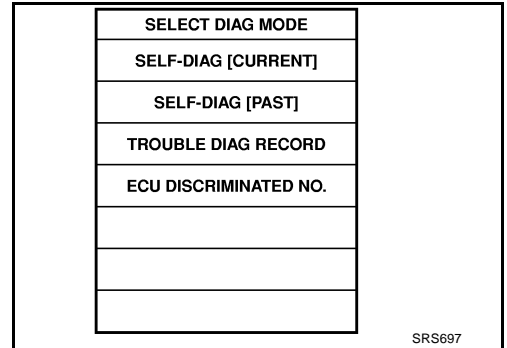 SELECT DIAG MODE
SELF-DIAG [CURRENT]
SELF-DIAG [PAST]
TROUBLE DIAG RECORD
ECU DISCRIMINATED NO.
SRS697